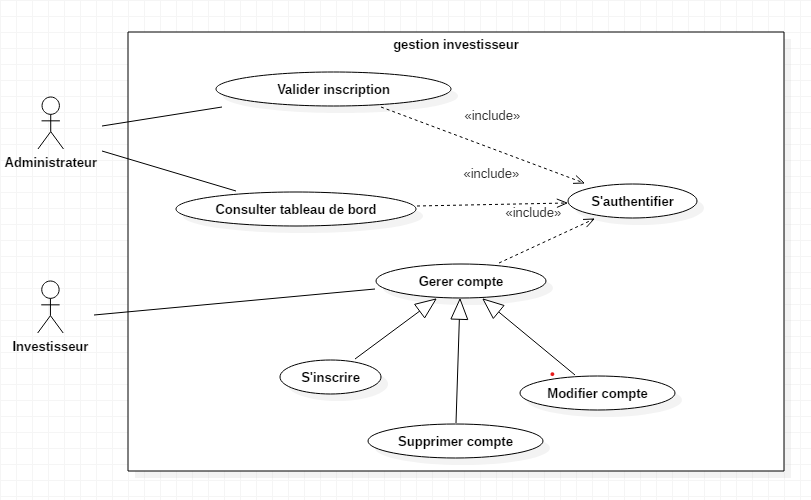 gestion investisseur
Valider inscription
«include»
Administrateur
«include»
S'authentifier
Consulter tableau de bord
«include»
Gerer compte
Investisseur
S'inscrire
Modifier compte
Supprimer compte